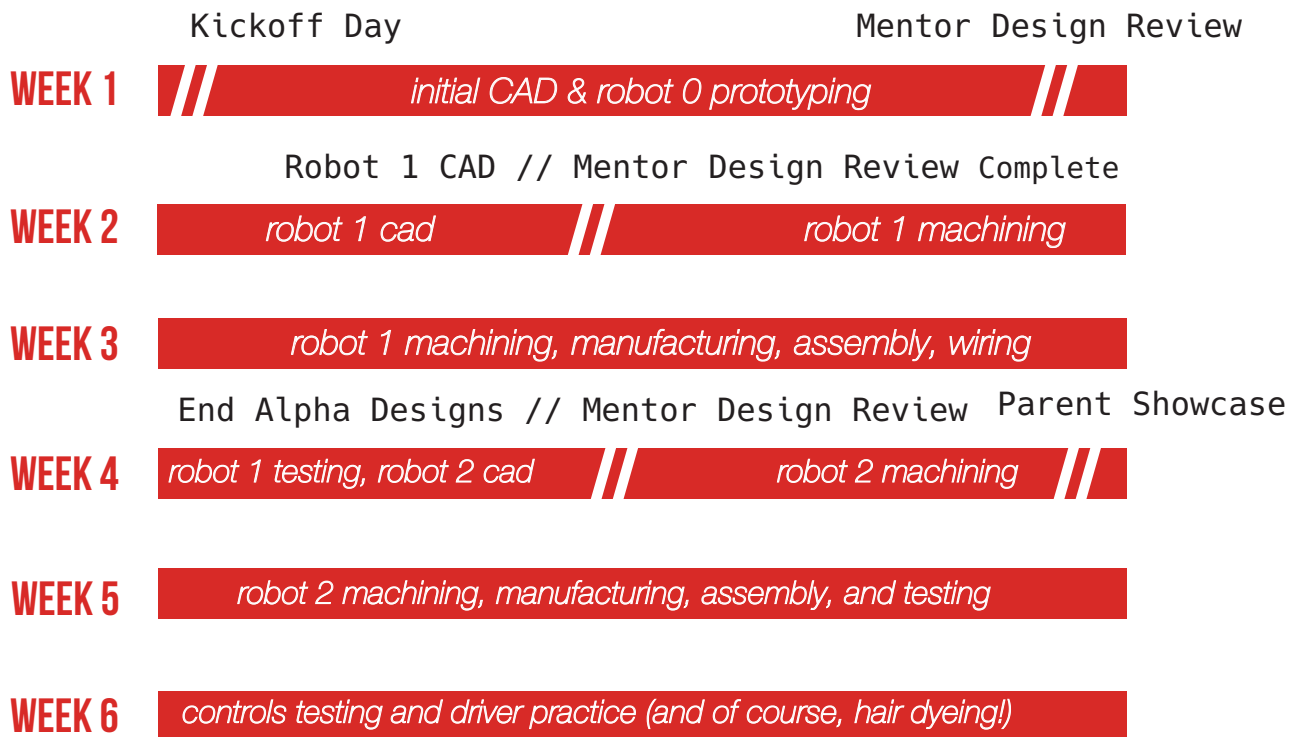 Kickoff Day Mentor Design Review
WEEK 1 initial CAD & robot 0 prototyping
Robot 1 CAD // Mentor Design Review Complete
WEEK 2 robot 1 cad robot 1 machining
WEEK 3 robot 1 machining, manufacturing, assembly, wiring
End Alpha Designs // Mentor Design Review Parent Showcase
WEEK 4 robot 1 testing, robot 2 cad robot 2 machining
WEEK 5 robot 2 machining, manufacturing, assembly, and testing
WEEK 6 controls testing and driver practice (and of course, hair dyeing!)